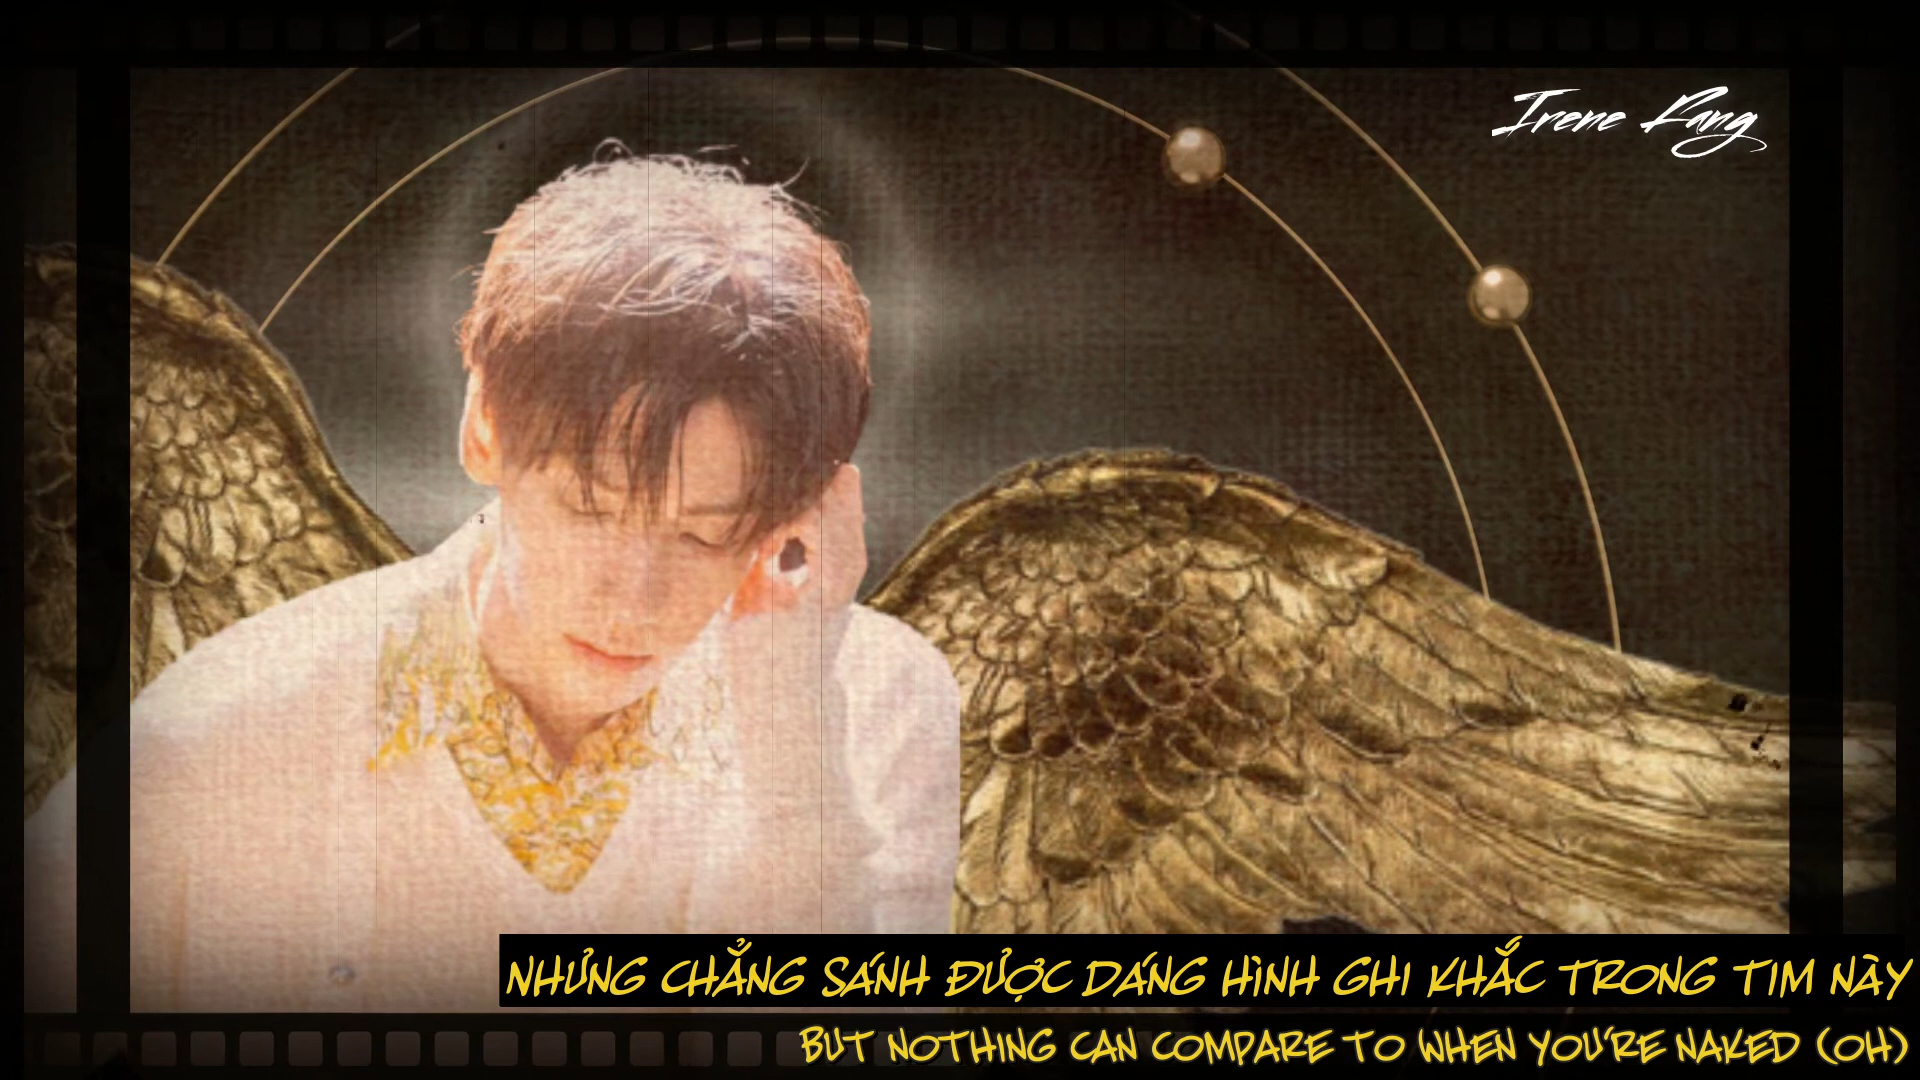 Irene Kang
NHƯNG CHẲNG SÁNH ĐƯỢC DÁNG HÌNH GHI KHẮC TRONG TIM NÀY
BUT NOTHING CAN COMPARE TO WHEN YOU'RE NAKED (OH)